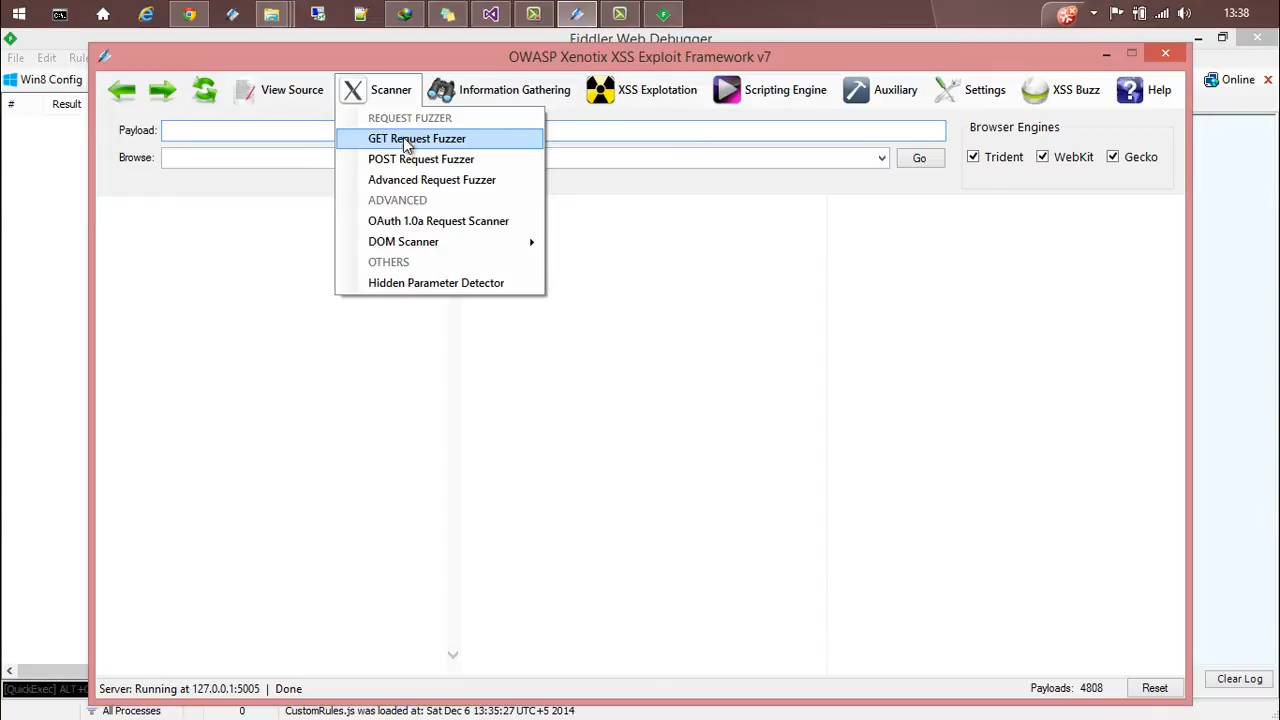 13:38
Fiddler Web Debugger
File Edit Rul
OWASP Xenotix XSS Exploit Framework v7
Win8 Config
Online
# Result
View Source Scanner Information Gathering XSS Explotation Scripting Engine Auxiliary Settings XSS Buzz Help
Payload:
Browse:
Go
Browser Engines
Trident WebKit Gecko
REQUEST FUZZER
GET Request Fuzzer
POST Request Fuzzer
Advanced Request Fuzzer
ADVANCED
OAuth 1.0a Request Scanner
DOM Scanner
OTHERS
Hidden Parameter Detector
Server: Running at 127.0.0.1:5005 | Done
Payloads: 4808
Reset
Clear Log
[QuickExec] ALT+
All Processes 0 CustomRules.js was loaded at: Sat Dec 6 13:35:27 UTC+5 2014